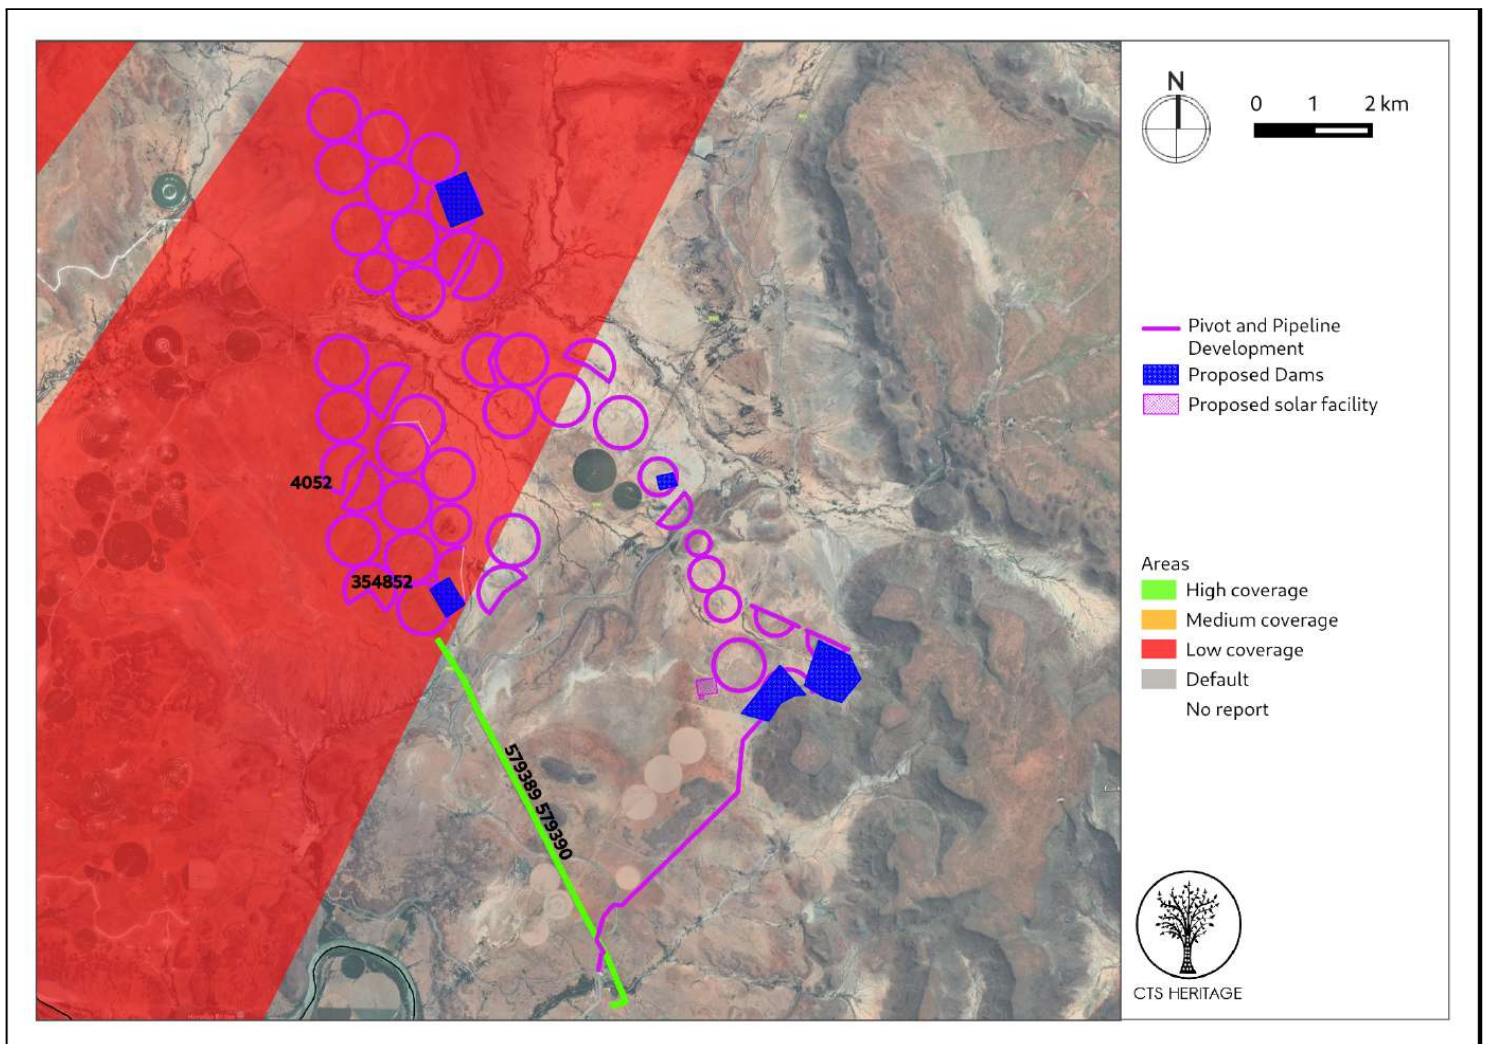 N
0 1 2 km
Pivot and Pipeline
Development
Proposed Dams
Proposed solar facility
4052
354852
579389 579390
Areas
High coverage
Medium coverage
Low coverage
Default
No report
CTS HERITAGE